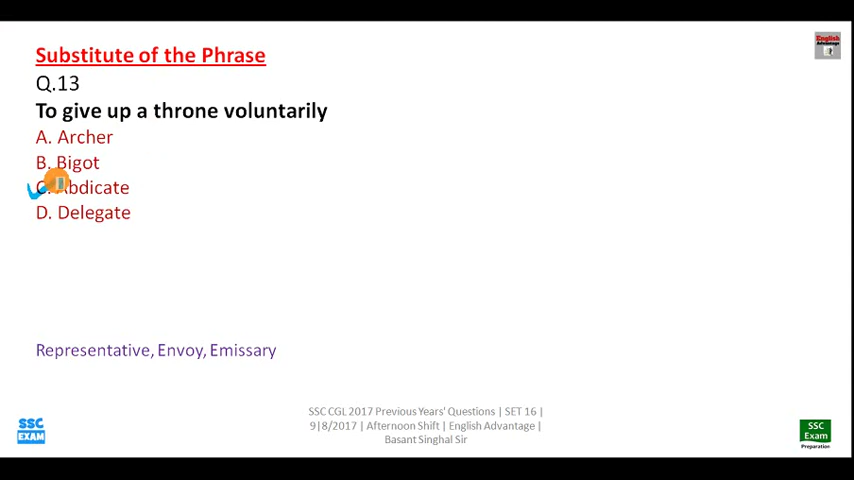 Substitute of the Phrase
English
Advantage
Q.13
To give up a throne voluntarily
A. Archer
B. Bigot
C. Abdicate
D. Delegate
Representative, Envoy, Emissary
SSC CGL 2017 Previous Years' Questions | SET 16 |
9|8/2017 | Afternoon Shift | English Advantage |
Basant Singhal Sir
SSC
EXAM
SSC
Exam
Preparation